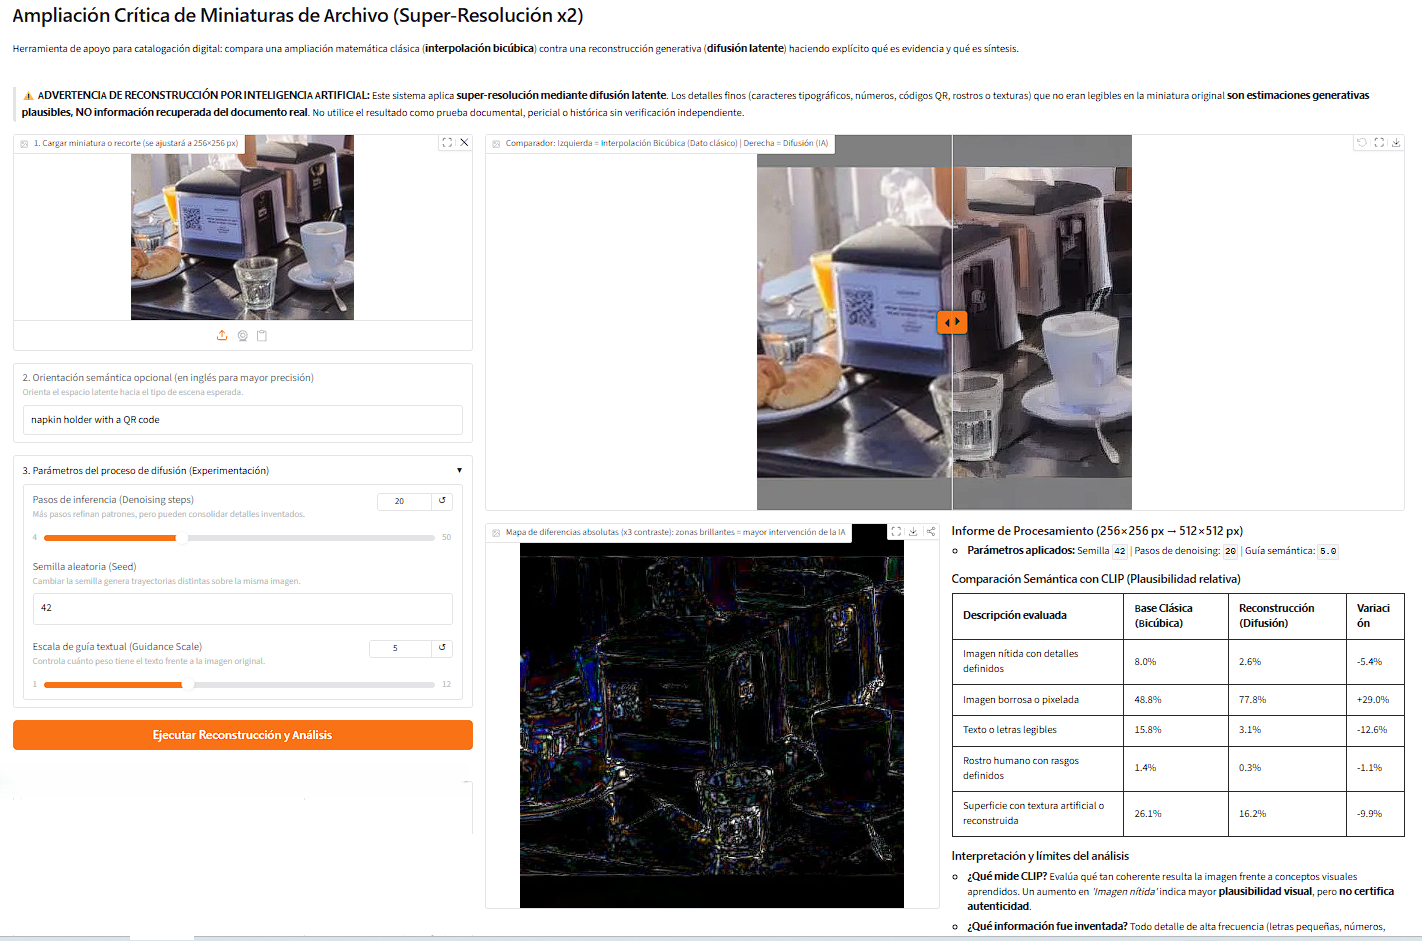 Ampliación Crítica de Miniaturas de Archivo (Super-Resolución x2)
Herramienta de apoyo para catalogación digital: compara una ampliación matemática clásica (interpolación bicúbica) contra una reconstrucción generativa (difusión latente) haciendo explícito qué es evidencia y qué es síntesis.
⚠ ADVERTENCIA DE RECONSTRUCCIÓN POR INTELIGENCIA ARTIFICIAL: Este sistema aplica super-resolución mediante difusión latente. Los detalles finos (caracteres tipográficos, números, códigos QR, rostros o texturas) que no eran legibles en la miniatura original son estimaciones generativas
plausibles, NO información recuperada del documento real. No utilice el resultado como prueba documental, pericial o histórica sin verificación independiente.
1. Cargar miniatura o recorte (se ajustará a 256×256 px)
2. Orientación semántica opcional (en inglés para mayor precisión)
Orienta el espacio latente hacia el tipo de escena esperada.
napkin holder with a QR code
3. Parámetros del proceso de difusión (Experimentación)
Pasos de inferencia (Denoising steps)
20
Más pasos refinan patrones, pero pueden consolidar detalles inventados.
4
50
Semilla aleatoria (Seed)
Cambiar la semilla genera trayectorias distintas sobre la misma imagen.
42
Escala de guía textual (Guidance Scale)
5
Controla cuánto peso tiene el texto frente a la imagen original.
1
12
Ejecutar Reconstrucción y Análisis
Comparador: Izquierda = Interpolación Bicúbica (Dato clásico) | Derecha = Difusión (IA)
Mapa de diferencias absolutas (x3 contraste): zonas brillantes = mayor intervención de la IA
Informe de Procesamiento (256×256 px → 512×512 px)
Parámetros aplicados: Semilla 42 | Pasos de denoising: 20 | Guía semántica: 5.0
Comparación Semántica con CLIP (Plausibilidad relativa)
Descripción evaluada
Base Clásica
(Bicúbica)
Reconstrucción
(Difusión)
Variaci
ón
Imagen nítida con detalles
definidos
8.0%
2.6%
-5.4%
Imagen borrosa o pixelada
48.8%
77.8%
+29.0%
Texto o letras legibles
15.8%
3.1%
-12.6%
Rostro humano con rasgos
definidos
1.4%
0.3%
-1.1%
Superficie con textura artificial o
reconstruida
26.1%
16.2%
-9.9%
Interpretación y límites del análisis
¿Qué mide CLIP? Evalúa qué tan coherente resulta la imagen frente a conceptos visuales
aprendidos. Un aumento en 'Imagen nítida' indica mayor plausibilidad visual, pero no certifica
autenticidad.
¿Qué información fue inventada? Todo detalle de alta frecuencia (letras pequeñas, números,